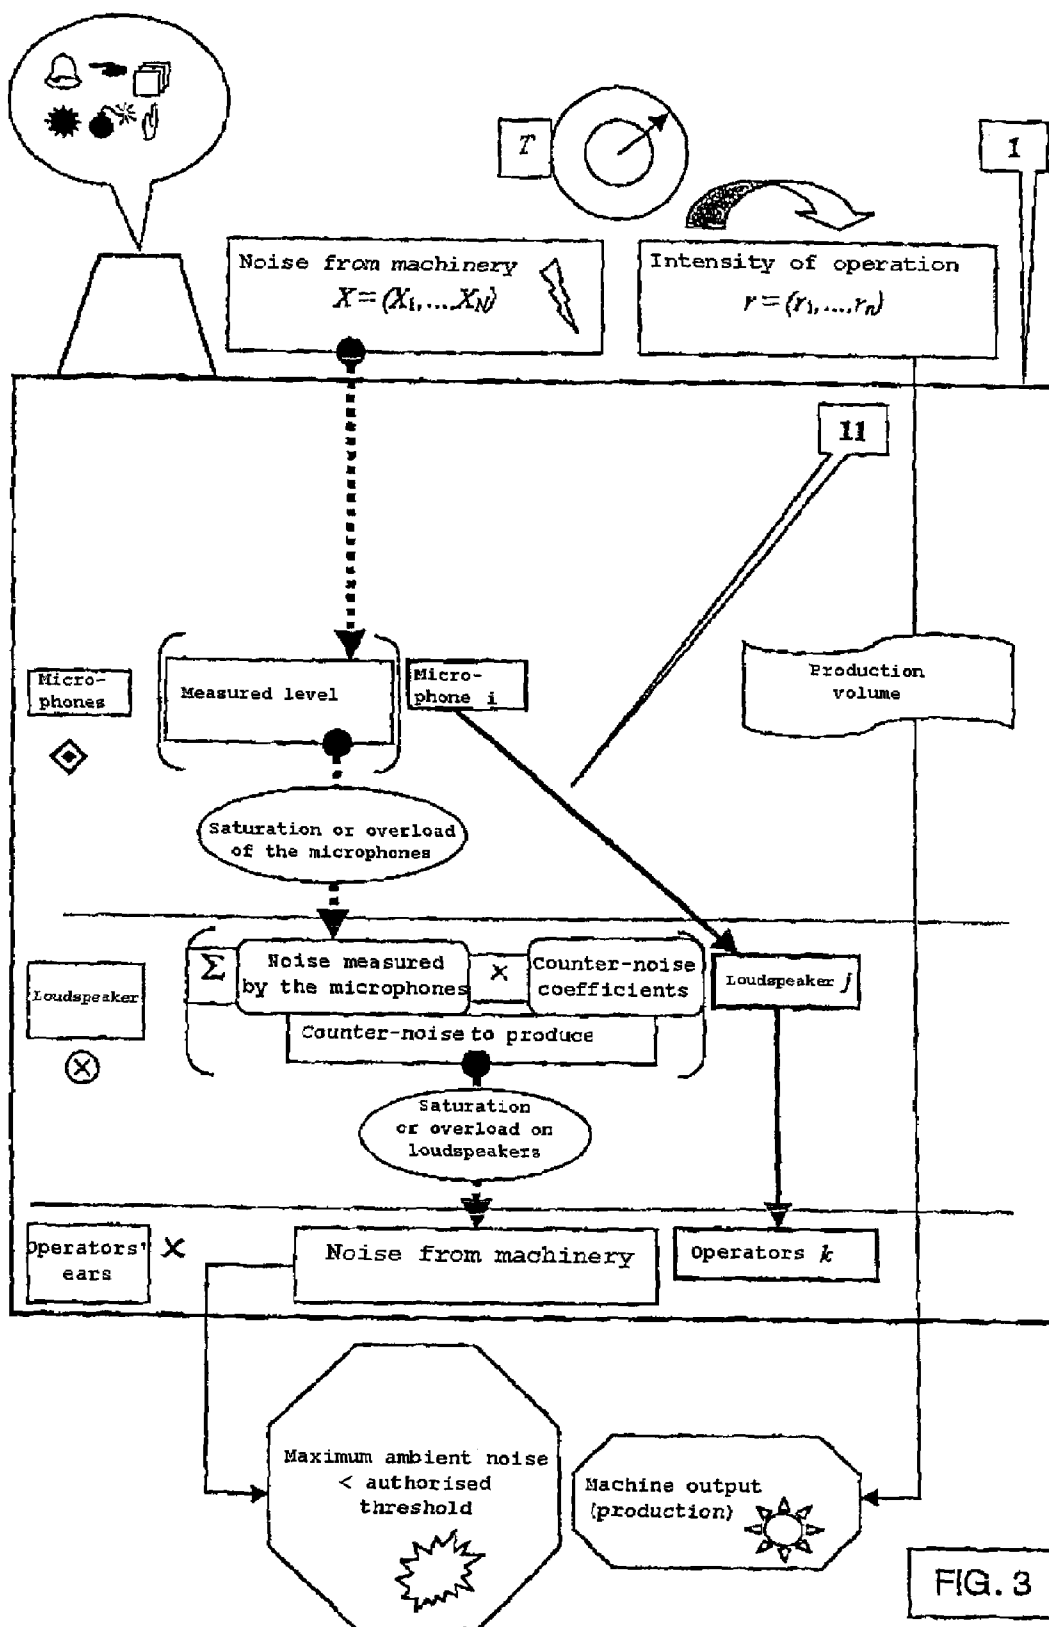 T
1
Noise from machinery
X = (X1,...,XN)
Intensity of operation
r = (r1,...,rn)
11
Micro-
phones
Measured level
Micro-
phone i
Production
volume
Saturation or overload
of the microphones
Σ
Noise measured
by the microphones
×
Counter-noise
coefficients
Loudspeaker
Loudspeaker j
Counter-noise to produce
Saturation
or overload on
loudspeakers
Operators'
ears
×
Noise from machinery
Operators k
Maximum ambient noise
< authorised
threshold
Machine output
(production)
FIG. 3